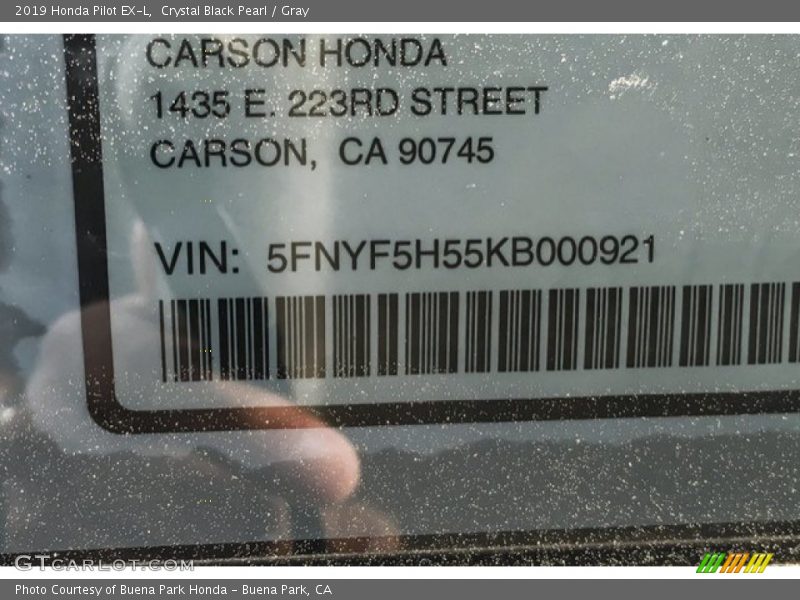 2019 Honda Pilot EX-L, Crystal Black Pearl / Gray
CARSON HONDA
1435 E. 223RD STREET
CARSON, CA 90745
VIN: 5FNYF5H55KB000921
GTCARLOT.COM
Photo Courtesy of Buena Park Honda - Buena Park, CA